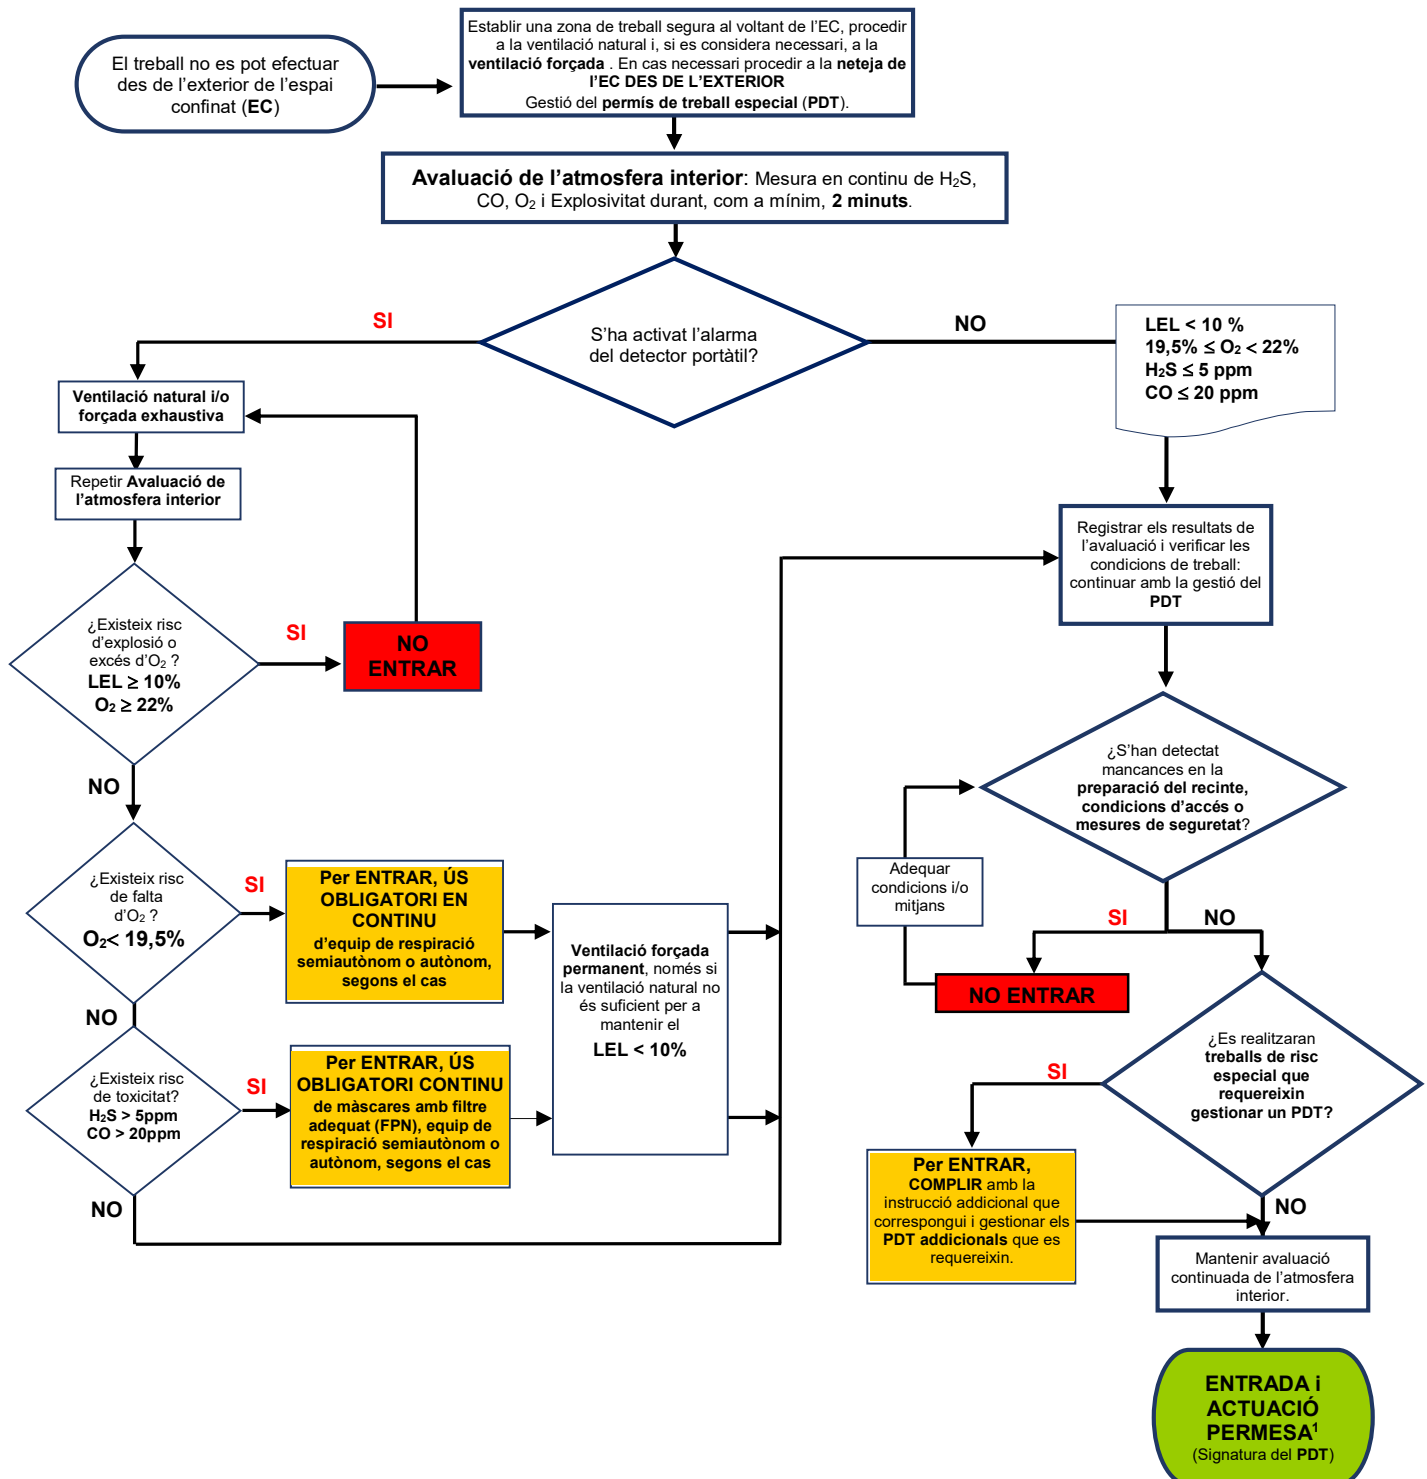 El treball no es pot efectuar
des de l’exterior de l’espai
confinat (EC)
Establir una zona de treball segura al voltant de l’EC, procedir
a la ventilació natural i, si es considera necessari, a la
ventilació forçada . En cas necessari procedir a la neteja de
l’EC DES DE L’EXTERIOR
Gestió del permís de treball especial (PDT).
Avaluació de l’atmosfera interior: Mesura en continu de H₂S,
CO, O₂ i Explosivitat durant, com a mínim, 2 minuts.
S’ha activat l’alarma
del detector portàtil?
SI
NO
LEL < 10 %
19,5% ≤ O₂ < 22%
H₂S ≤ 5 ppm
CO ≤ 20 ppm
Ventilació natural i/o
forçada exhaustiva
Repetir Avaluació de
l’atmosfera interior
¿Existeix risc
d’explosió o
excés d’O₂ ?
LEL ≥ 10%
O₂ ≥ 22%
SI
NO
ENTRAR
NO
¿Existeix risc
de falta
d’O₂ ?
O₂< 19,5%
SI
Per ENTRAR, ÚS
OBLIGATORI EN
CONTINU
d’equip de respiració
semiautònom o autònom,
segons el cas
NO
¿Existeix risc
de toxicitat?
H₂S > 5ppm
CO > 20ppm
SI
Per ENTRAR, ÚS
OBLIGATORI CONTINU
de màscares amb filtre
adequat (FPN), equip de
respiració semiautònom o
autònom, segons el cas
NO
Ventilació forçada
permanent, només si
la ventilació natural no
és suficient per a
mantenir el
LEL < 10%
Registrar els resultats de
l’avaluació i verificar les
condicions de treball:
continuar amb la gestió del
PDT
¿S’han detectat
mancances en la
preparació del recinte,
condicions d’accés o
mesures de seguretat?
Adequar
condicions i/o
mitjans
SI
NO
NO ENTRAR
¿Es realitzaran
treballs de risc
especial que
requereixin
gestionar un PDT?
SI
Per ENTRAR,
COMPLIR amb la
instrucció addicional que
correspongui i gestionar els
PDT addicionals que es
requereixin.
NO
Mantenir avaluació
continuada de l’atmosfera
interior.
ENTRADA i
ACTUACIÓ
PERMESA¹
(Signatura del PDT)